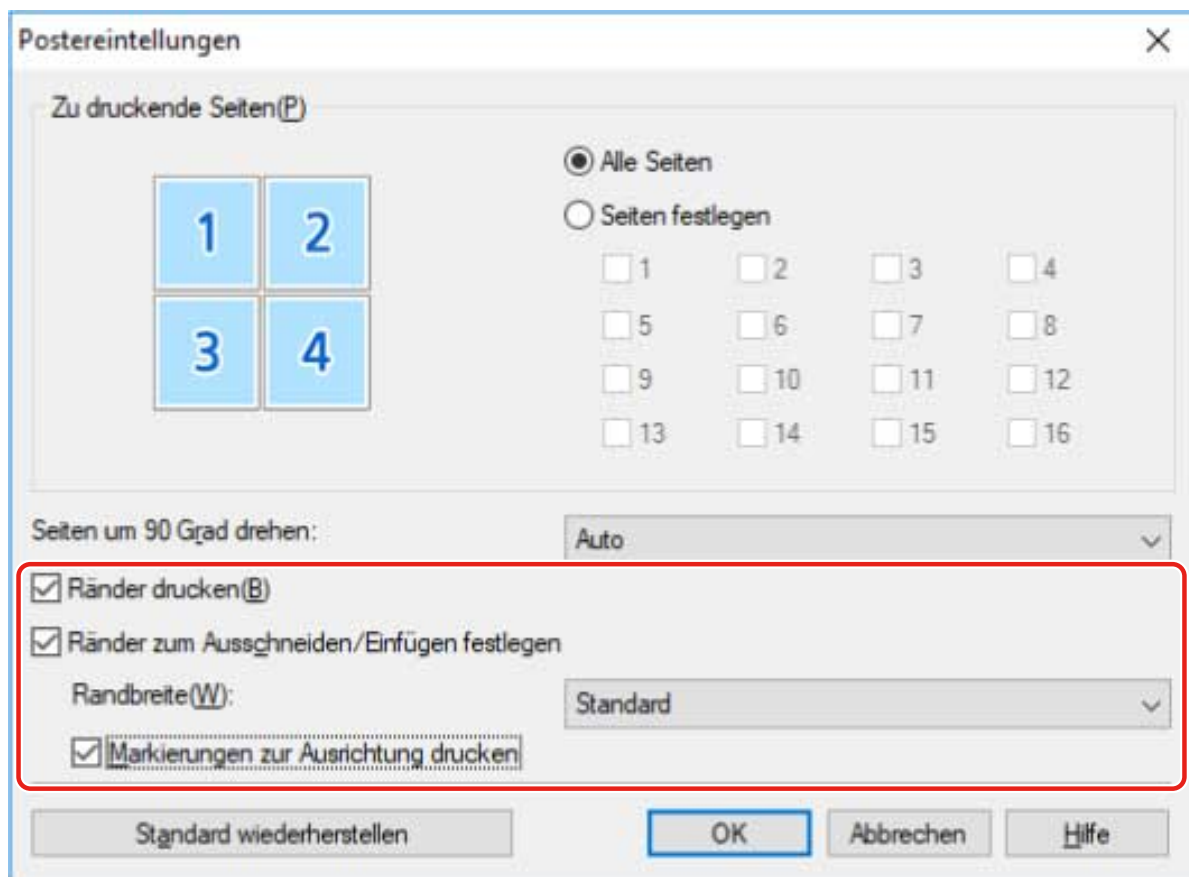 Postereintellungen
Zu druckende Seiten(P)
1 2
3 4
Alle Seiten
Seiten festlegen
1 2 3 4
5 6 7 8
9 10 11 12
13 14 15 16
Seiten um 90 Grad drehen: Auto
Ränder drucken(B)
Ränder zum Ausschneiden/Einfügen festlegen
Randbreite(W): Standard
Markierungen zur Ausrichtung drucken
Standard wiederherstellen OK Abbrechen Hilfe